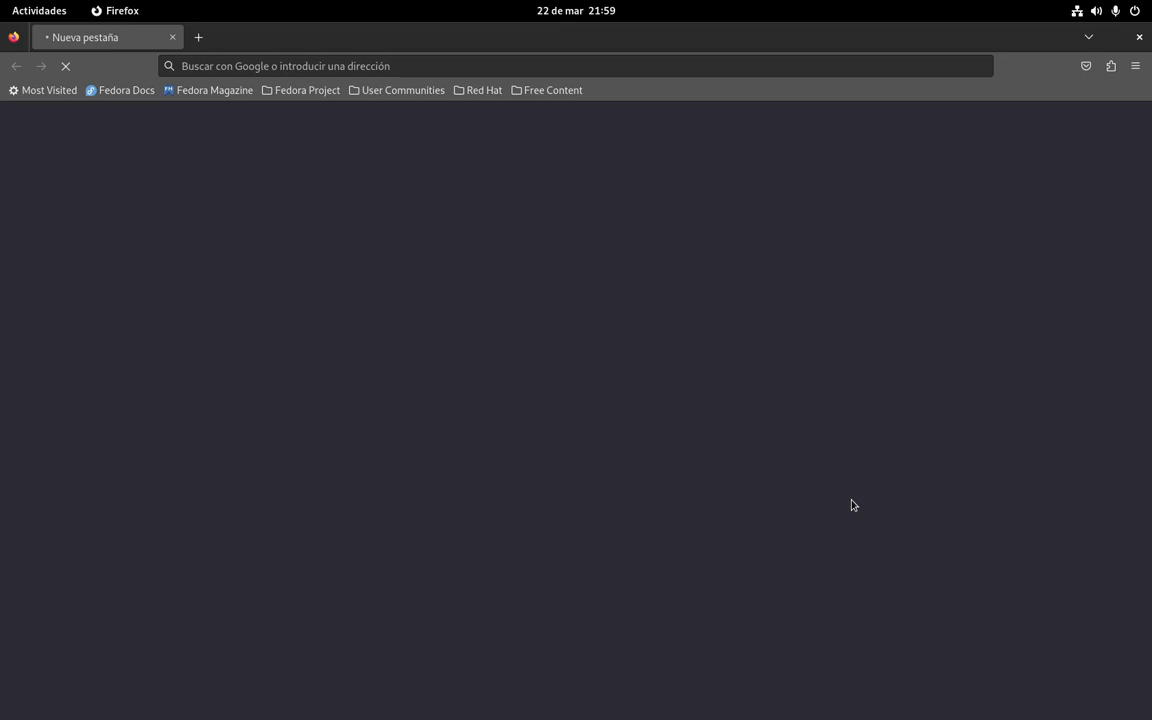 Actividades Firefox 22 de mar 21:59
Nueva pestaña
Buscar con Google o introducir una dirección
Most Visited Fedora Docs Fedora Magazine Fedora Project User Communities Red Hat Free Content